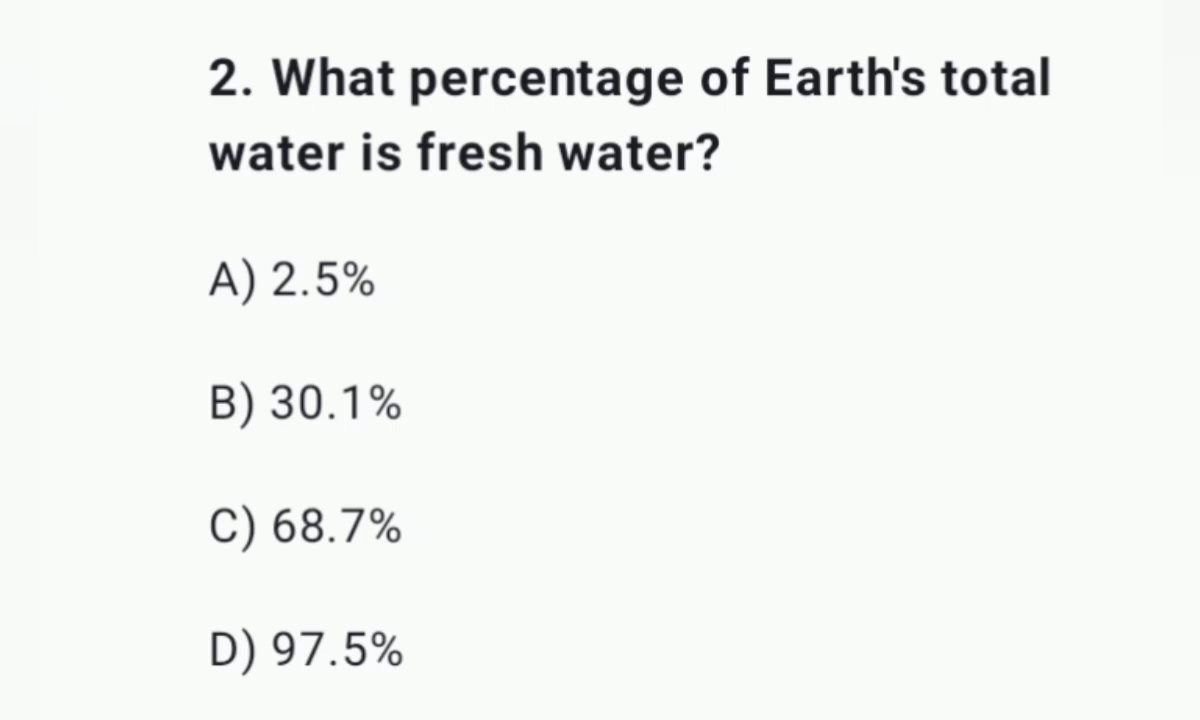 2. What percentage of Earth's total
water is fresh water?
A) 2.5%
B) 30.1%
C) 68.7%
D) 97.5%